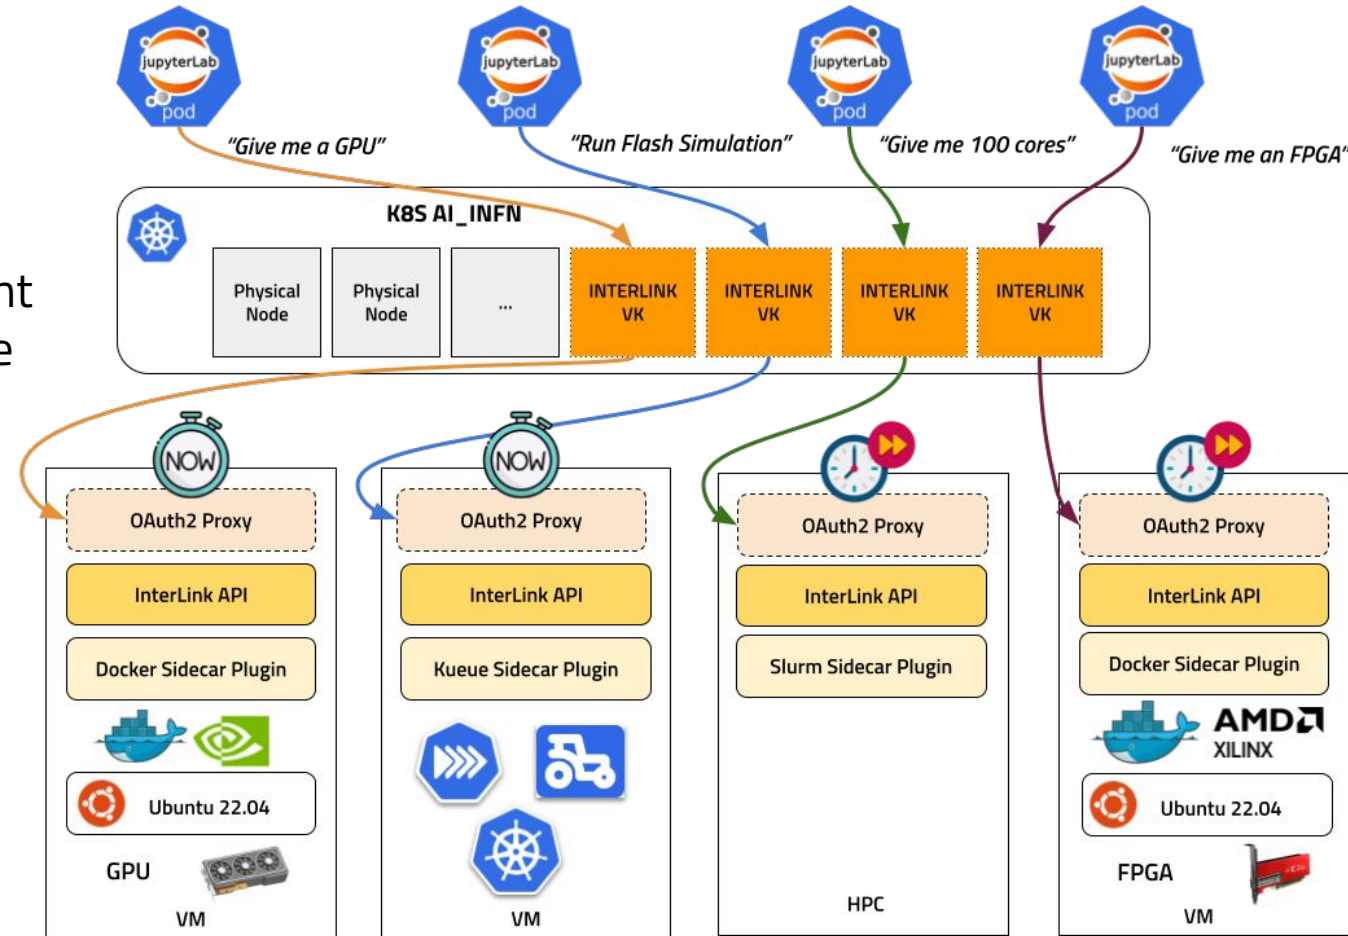 jupyterLab
pod
jupyterLab
pod
jupyterLab
pod
jupyterLab
pod
“Give me a GPU”
“Run Flash Simulation”
“Give me 100 cores”
“Give me an FPGA”
K8S AI_INFN
Physical
Node
Physical
Node
...
INTERLINK
VK
INTERLINK
VK
INTERLINK
VK
INTERLINK
VK
nt
e
NOW
NOW
OAuth2 Proxy
InterLink API
Docker Sidecar Plugin
Ubuntu 22.04
GPU
VM
OAuth2 Proxy
InterLink API
Kueue Sidecar Plugin
VM
OAuth2 Proxy
InterLink API
Slurm Sidecar Plugin
HPC
OAuth2 Proxy
InterLink API
Docker Sidecar Plugin
AMD
XILINX
Ubuntu 22.04
FPGA
VM